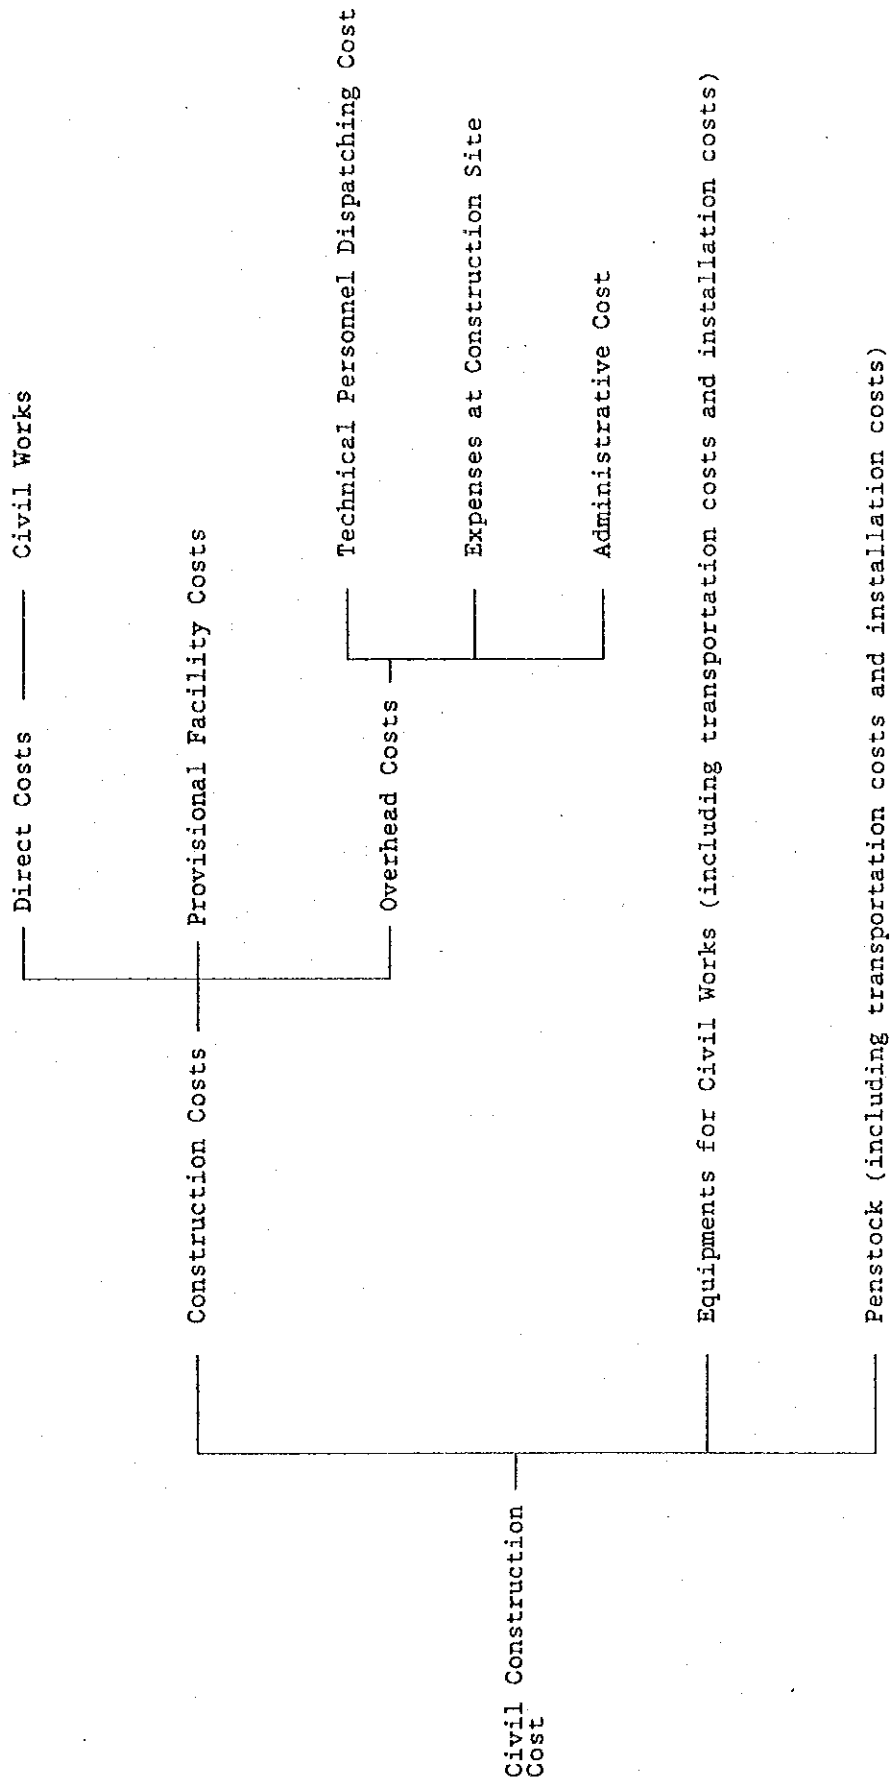 Direct Costs
Civil Works
Construction Costs
Provisional Facility Costs
Technical Personnel Dispatching Cost
Overhead Costs
Expenses at Construction Site
Civil Construction
Cost
Administrative Cost
Equipments for Civil Works (including transportation costs and installation costs)
Penstock (including transportation costs and installation costs)